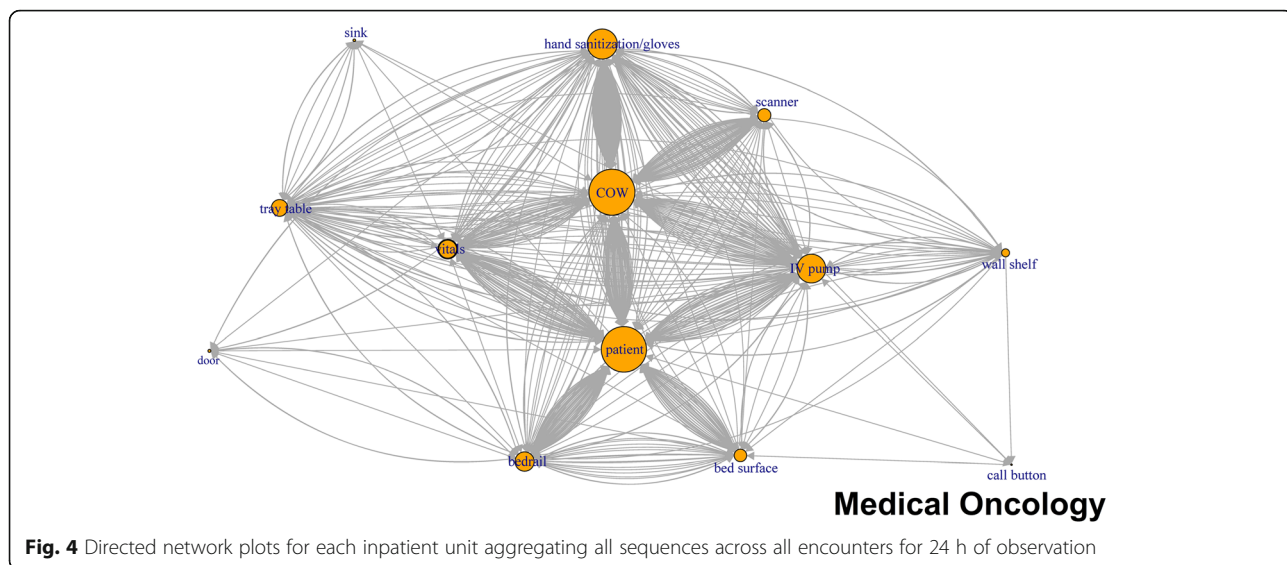 sink
hand sanitization/gloves
scanner
COW
tray table
vitals
IV pump
wall shelf
patient
door
bedrail
bed surface
call button
Medical Oncology
Fig. 4 Directed network plots for each inpatient unit aggregating all sequences across all encounters for 24 h of observation